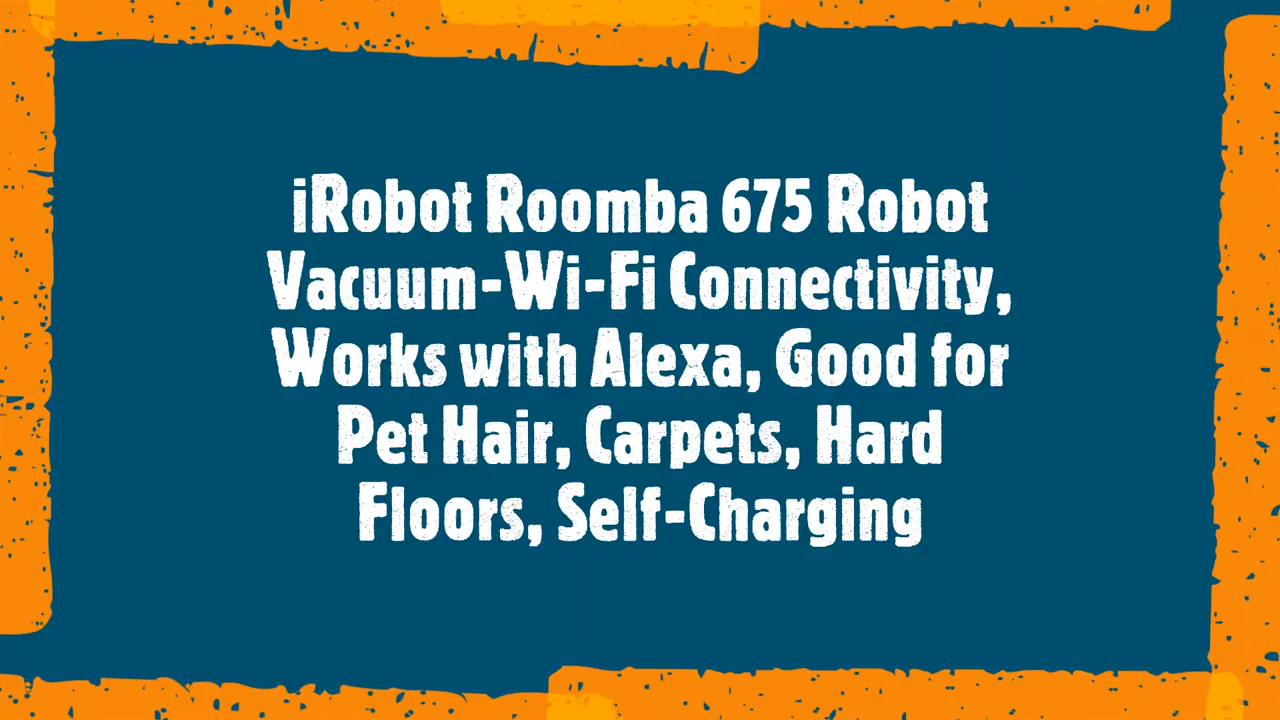 iRobot Roomba 675 Robot
Vacuum-Wi-Fi Connectivity,
Works with Alexa, Good for
Pet Hair, Carpets, Hard
Floors, Self-Charging